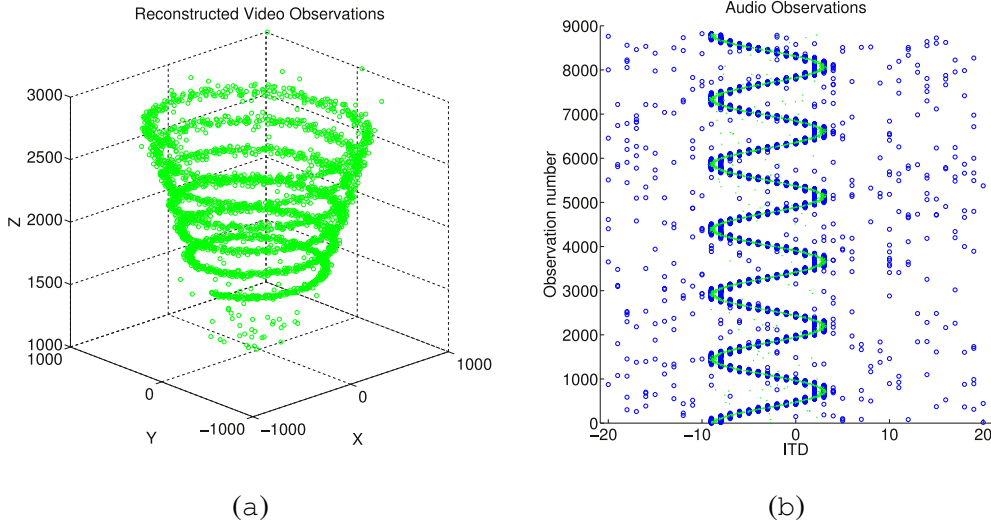 Reconstructed Video Observations
3000
2500
2000
1500
1000
Z
1000
0
−1000
Y
−1000
0
1000
X
(a)
Audio Observations
9000
8000
7000
6000
5000
4000
3000
2000
1000
0
Observation number
−20
−10
0
10
20
ITD
(b)